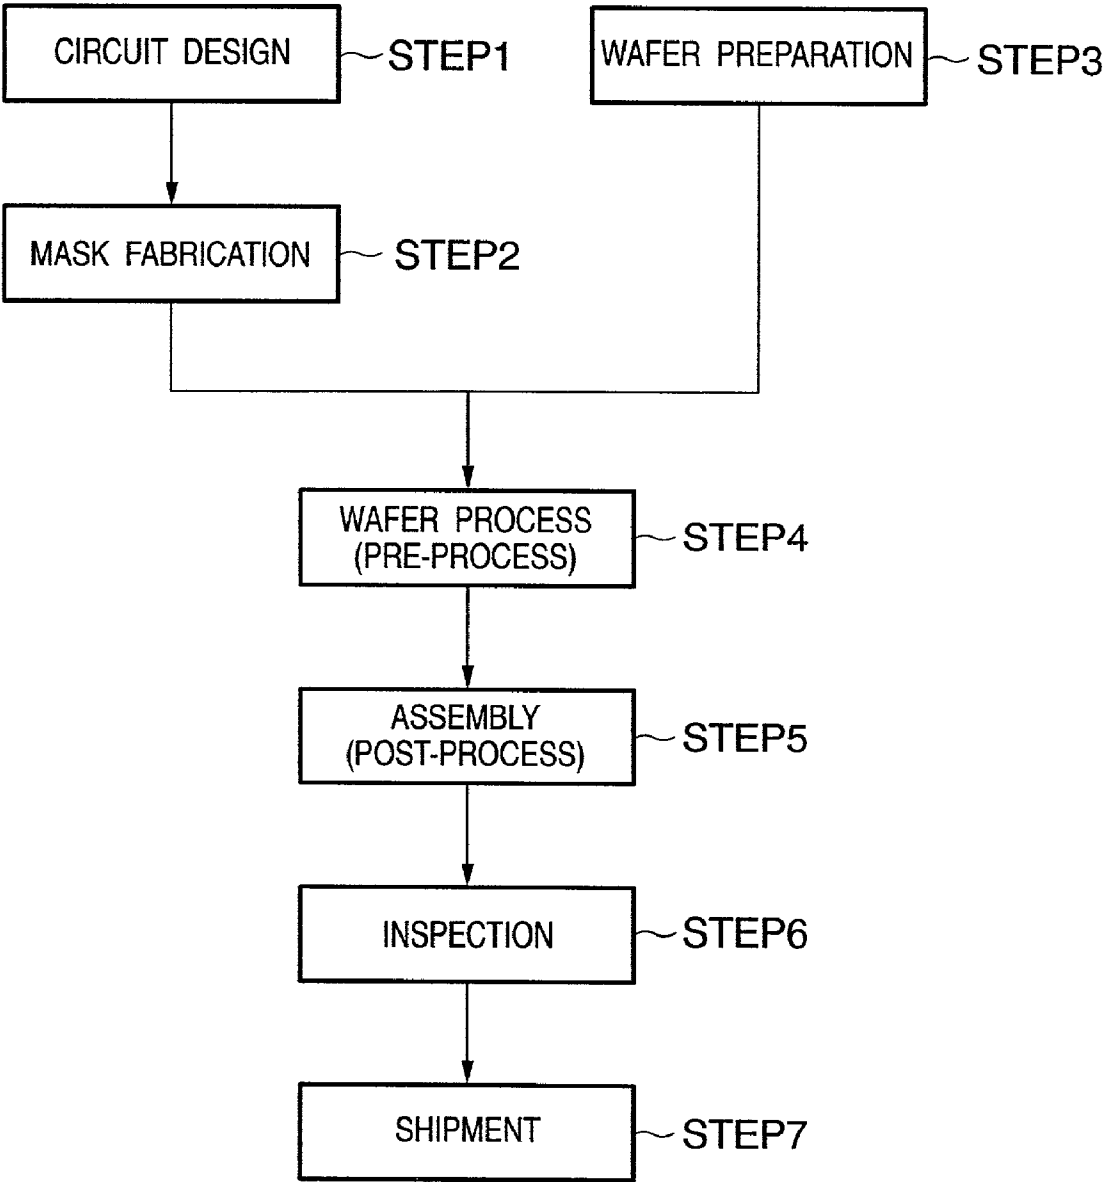 CIRCUIT DESIGN
STEP1
WAFER PREPARATION
STEP3
MASK FABRICATION
STEP2
WAFER PROCESS
(PRE-PROCESS)
STEP4
ASSEMBLY
(POST-PROCESS)
STEP5
INSPECTION
STEP6
SHIPMENT
STEP7